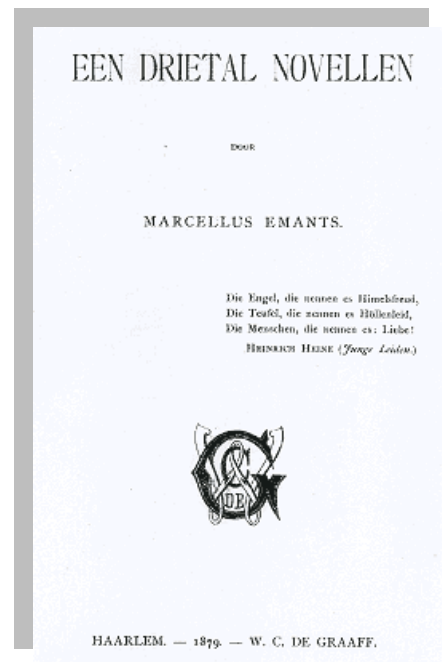 EEN DRIETAL NOVELLEN
DOOR
MARCELLUS EMANTS.
Die Engel, die nennen es Himelsfreud,
Die Teufel, die nennen es Höllenleid,
Die Menschen, die nennen es: Liebe!
HEINRICH HEINE (Junge Leiden.)
DE
HAARLEM. — 1879. — W. C. DE GRAAFF.